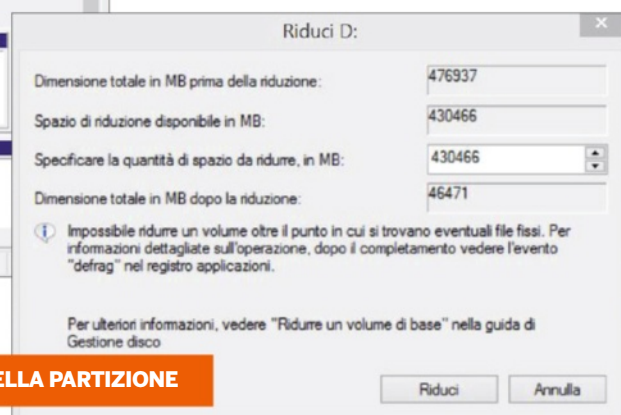 Riduci D:
Dimensione totale in MB prima della riduzione:
476937
Spazio di riduzione disponibile in MB:
430466
Specificare la quantità di spazio da ridurre, in MB:
430466
Dimensione totale in MB dopo la riduzione:
46471
Impossibile ridurre un volume oltre il punto in cui si trovano eventuali file fissi. Per
informazioni dettagliate sull'operazione, dopo il completamento vedere l'evento
"defrag" nel registro applicazioni.
Per ulteriori informazioni, vedere "Ridurre un volume di base" nella guida di
Gestione disco
ELLA PARTIZIONE
Riduci
Annulla